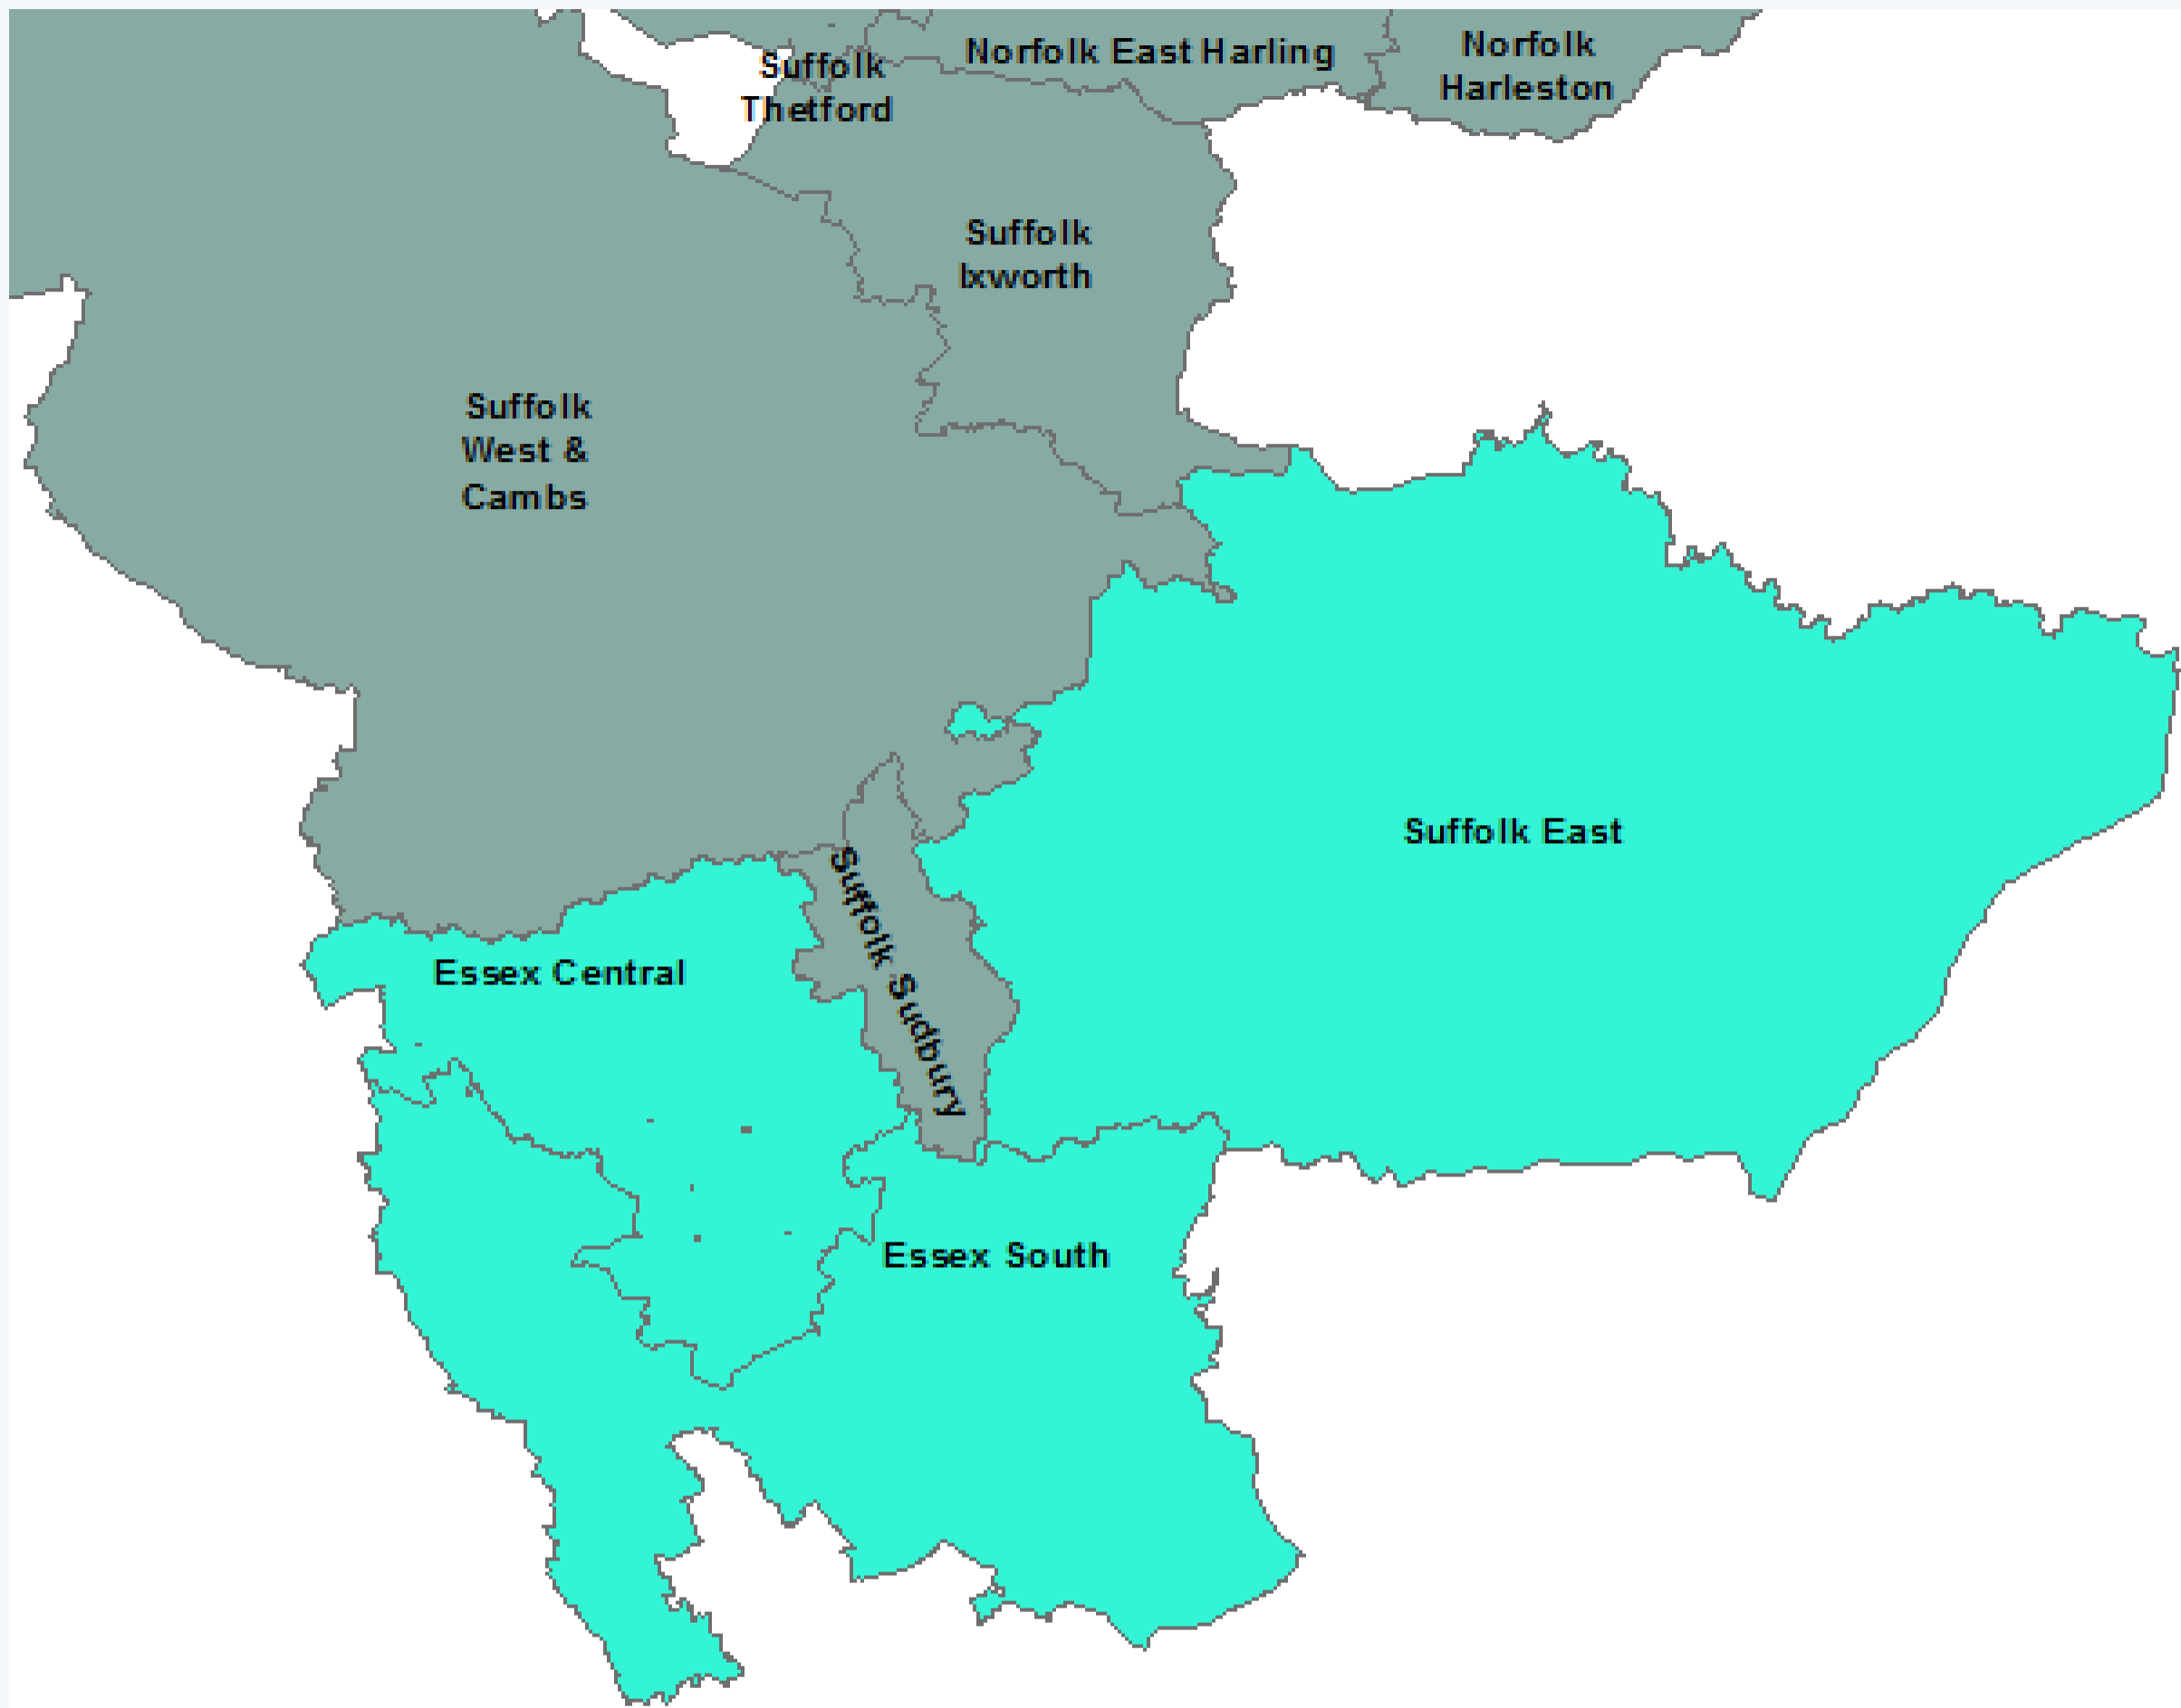 Suffolk
Thetford
Norfolk East Harling
Norfolk
Harleston
Suffolk
Ixworth
Suffolk
West &
Cambs
Suffolk East
Suffolk Sudbury
Essex Central
Essex South